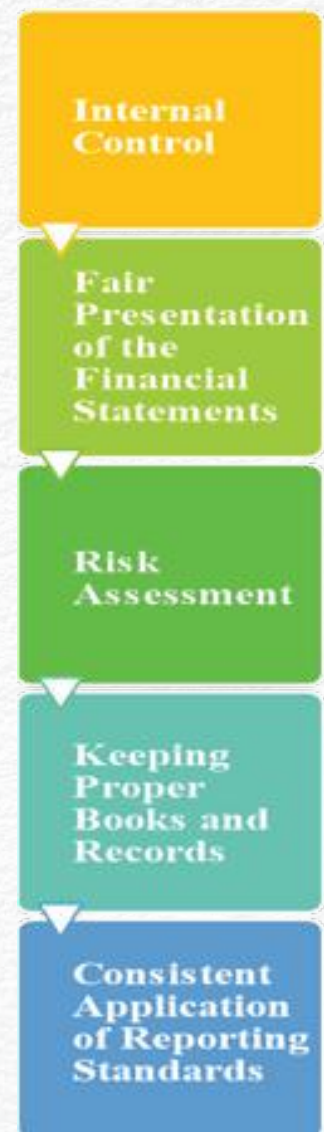 Internal
Control
Fair
Presentation
of the
Financial
Statements
Risk
Assessment
Keeping
Proper
Books and
Records
Consistent
Application
of Reporting
Standards